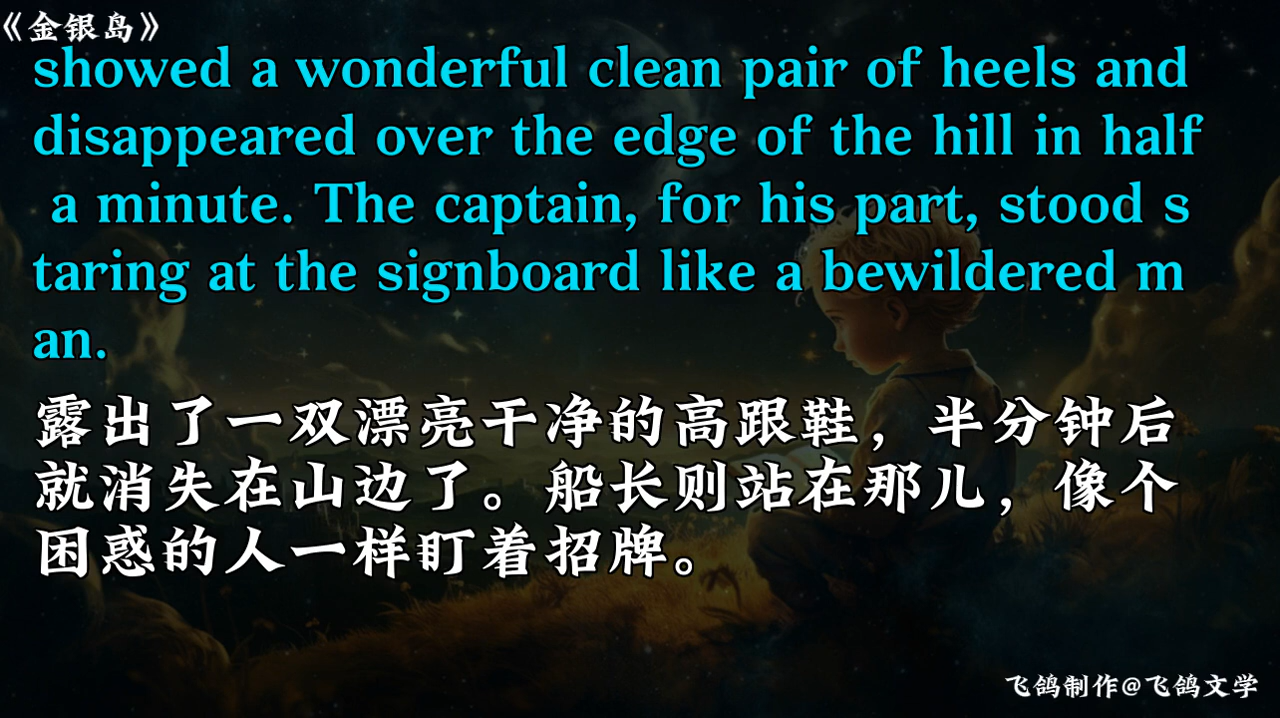 《金银岛》
showed a wonderful clean pair of heels and
disappeared over the edge of the hill in half
a minute. The captain, for his part, stood s
taring at the signboard like a bewildered m
an.
露出了一双漂亮干净的高跟鞋，半分钟后
就消失在山边了。船长则站在那儿，像个
困惑的人一样盯着招牌。
飞鸽制作@飞鸽文学